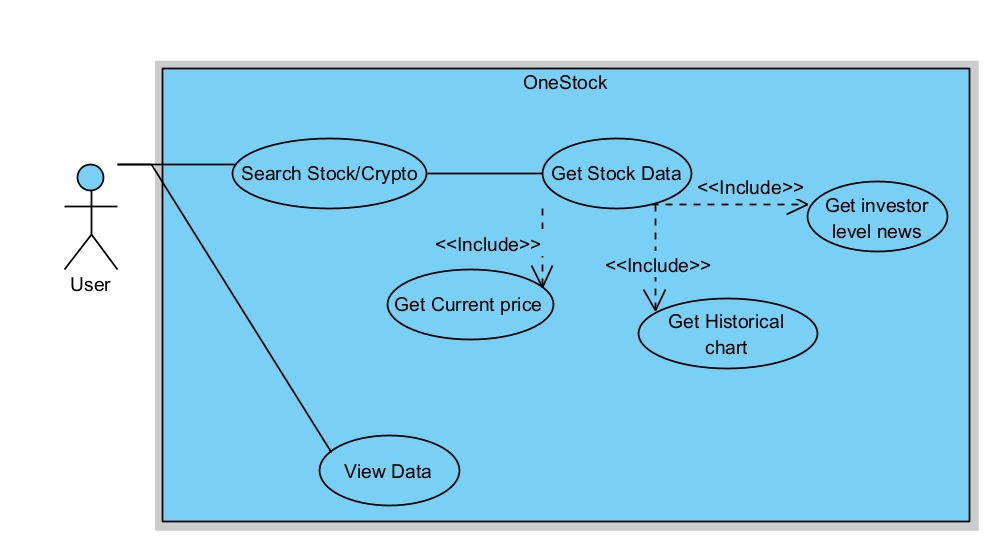 OneStock
Search Stock/Crypto
Get Stock Data
<<Include>>
Get investor
level news
<<Include>>
<<Include>>
User
Get Current price
Get Historical
chart
View Data